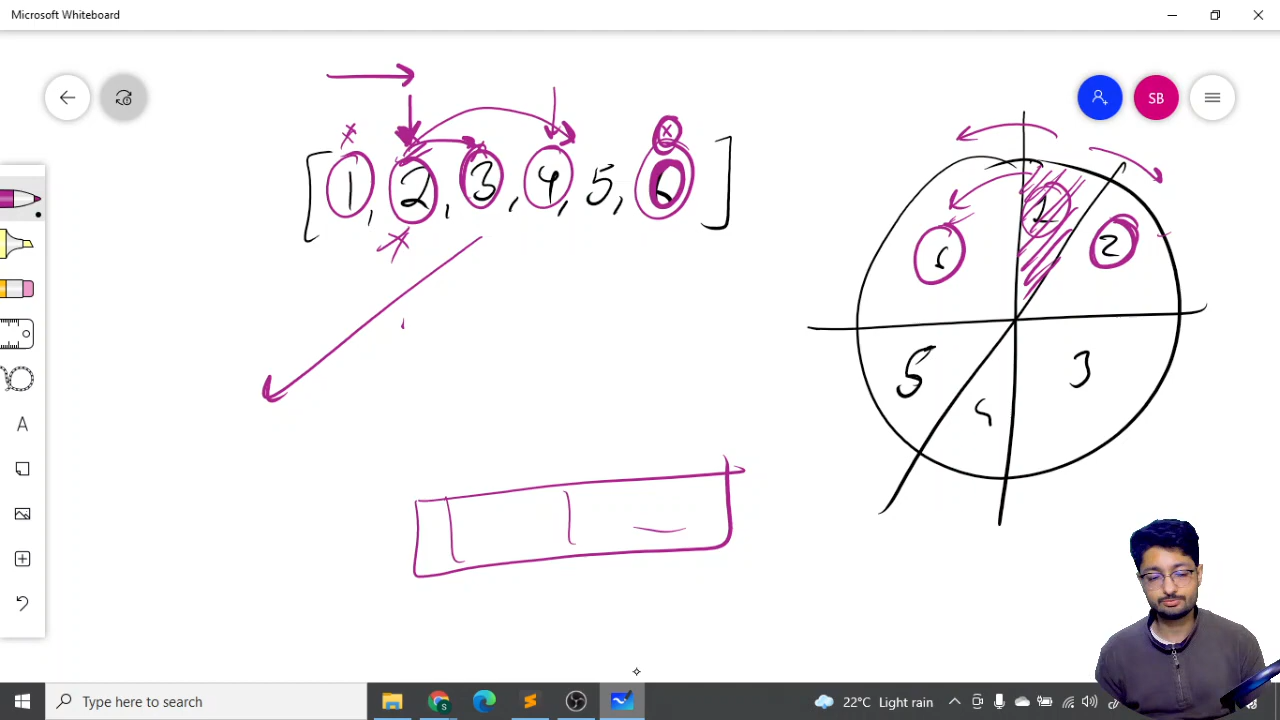 Microsoft Whiteboard
SB
[1, 2, 3, 4, 5, 6]
1
6
2
5
3
4
A
Type here to search
S
22°C Light rain